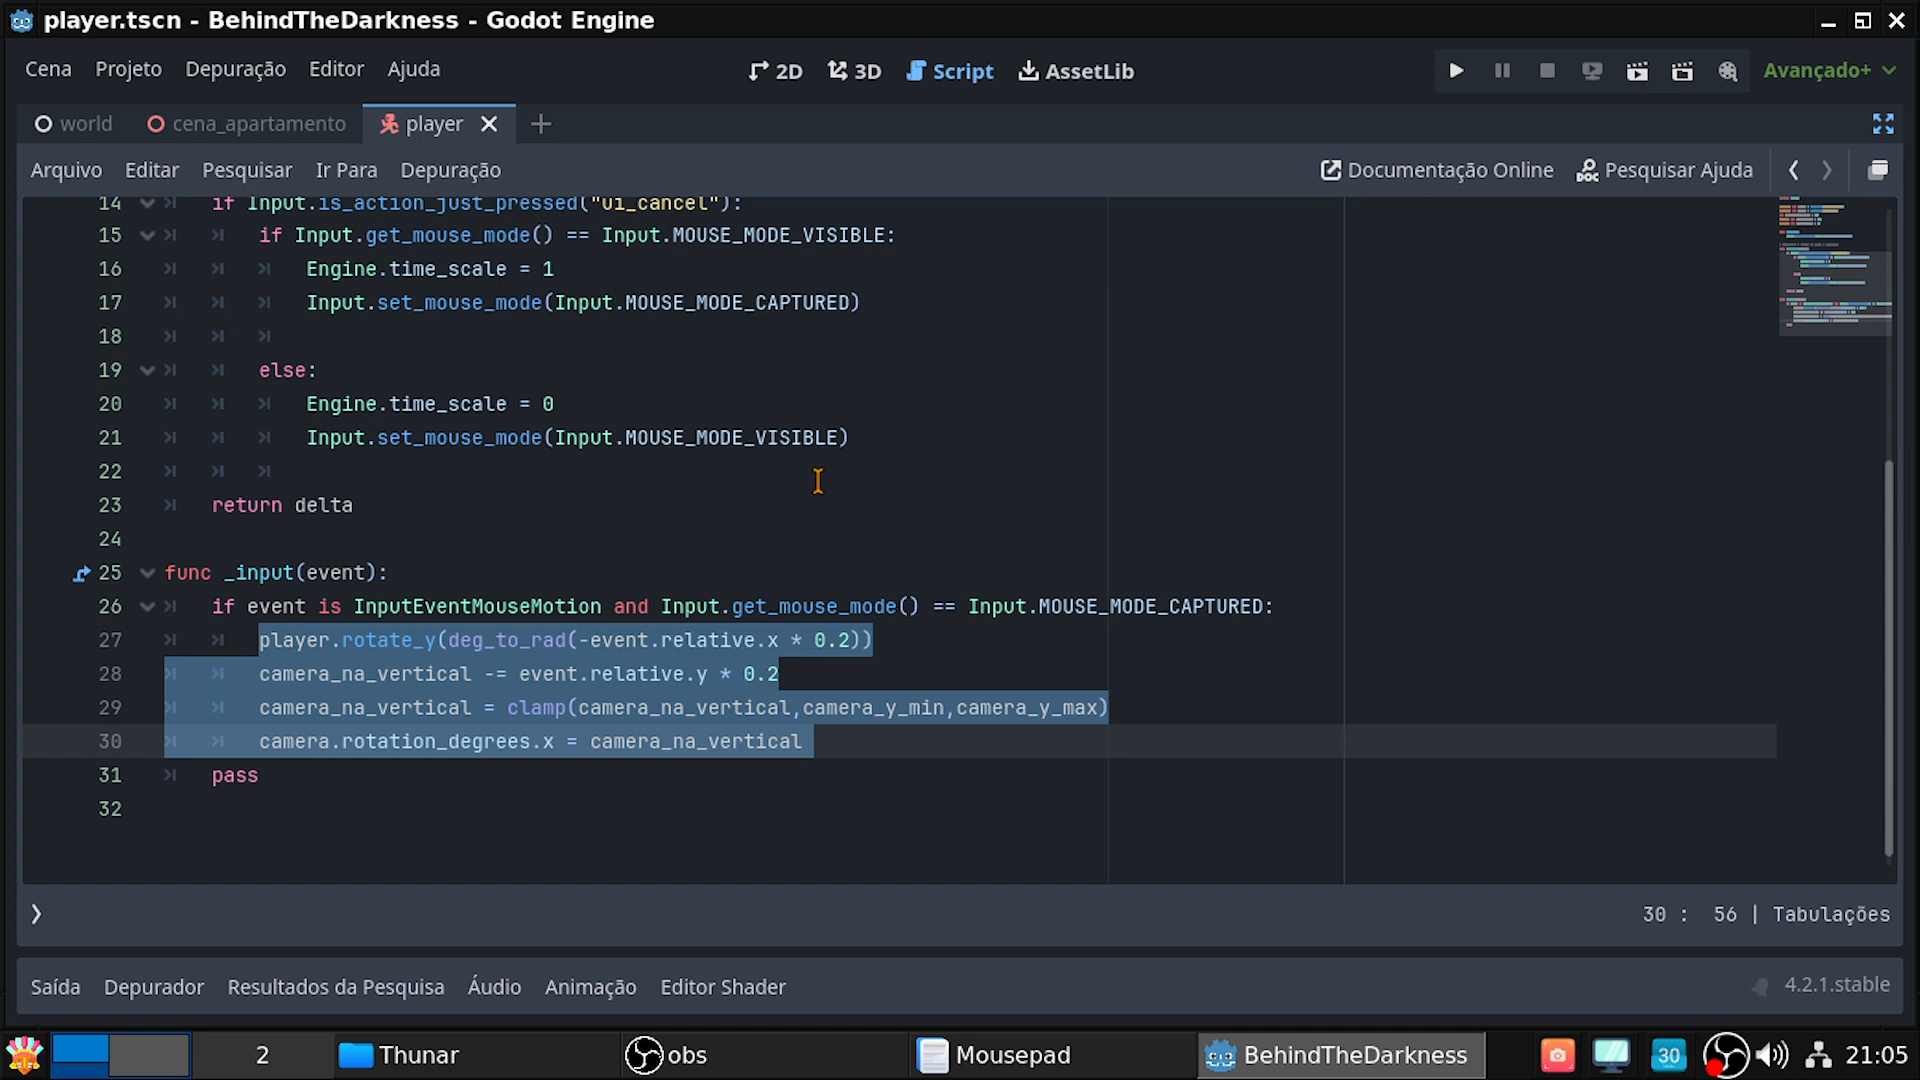 player.tscn - BehindTheDarkness - Godot Engine
Cena Projeto Depuração Editor Ajuda 2D 3D Script AssetLib Avançado+
world cena_apartamento player
Arquivo Editar Pesquisar Ir Para Depuração Documentação Online Pesquisar Ajuda
14 if Input.is_action_just_pressed("ui_cancel"):
15 if Input.get_mouse_mode() == Input.MOUSE_MODE_VISIBLE:
16 Engine.time_scale = 1
17 Input.set_mouse_mode(Input.MOUSE_MODE_CAPTURED)
18
19 else:
20 Engine.time_scale = 0
21 Input.set_mouse_mode(Input.MOUSE_MODE_VISIBLE)
22
23 return delta
24
25 func _input(event):
26 if event is InputEventMouseMotion and Input.get_mouse_mode() == Input.MOUSE_MODE_CAPTURED:
27 player.rotate_y(deg_to_rad(-event.relative.x * 0.2))
28 camera_na_vertical -= event.relative.y * 0.2
29 camera_na_vertical = clamp(camera_na_vertical,camera_y_min,camera_y_max)
30 camera.rotation_degrees.x = camera_na_vertical
31 pass
32
30 : 56 | Tabulações
Saída Depurador Resultados da Pesquisa Áudio Animação Editor Shader 4.2.1.stable
2 Thunar obs Mousepad BehindTheDarkness 30 21:05